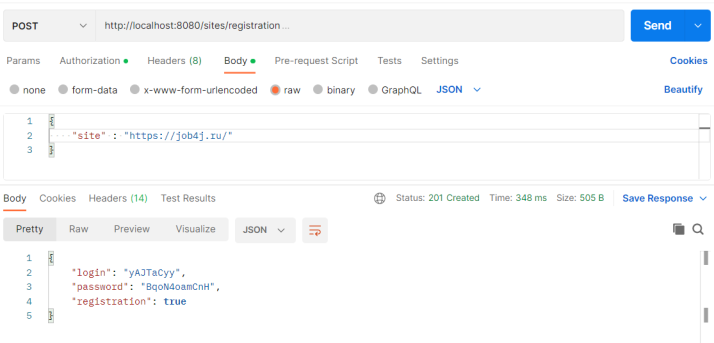 POST http://localhost:8080/sites/registration ... Send
Params Authorization Headers (8) Body Pre-request Script Tests Settings Cookies
none form-data x-www-form-urlencoded raw binary GraphQL JSON Beautify
1 {
2 "site" : "https://job4j.ru/"
3 }
Body Cookies Headers (14) Test Results Status: 201 Created Time: 348 ms Size: 505 B Save Response
Pretty Raw Preview Visualize JSON
1 {
2 "login": "yAJTaCyy",
3 "password": "BqoN4oamCnH",
4 "registration": true
5 }